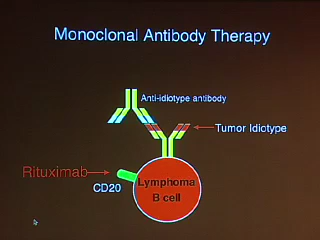 Monoclonal Antibody Therapy
Anti-idiotype antibody
Tumor Idiotype
Rituximab
CD20
Lymphoma
B cell